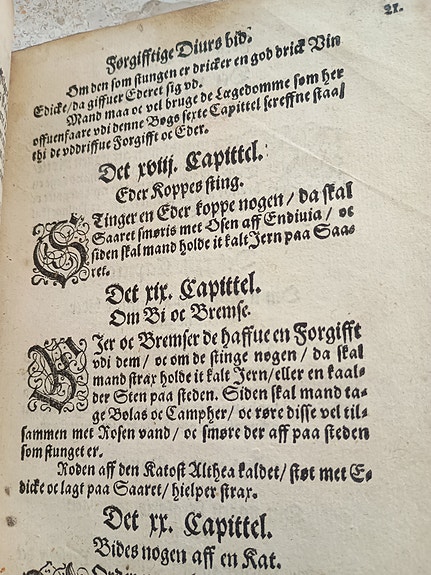 21.
Forgifftige Diurs bid.
Om den som stungen er dricker en god drick Vin
Edicke/ da giffuer Ederet sig vd.
Mand maa oc vel bruge de Lægedomme som her
offuenfaare vdi denne Bogs sexte Capittel screffne staa/
thi de vddriffue Forgifft oc Eder.
Det xviij. Capittel.
Eder Koppes sting.
STinger en Eder koppe nogen/ da skal
Saaret smøris met Osen aff Endiuia/ oc
siden skal mand holde it kalt Jern paa Saa-
ret.
Det xix. Capittel.
Om Bi oc Bremse.
BIer oc Bremser de haffue en Forgifft
vdi dem/ oc om de stinge nogen/ da skal
mand strax holde it kalt Jern/ eller en kaal-
der Sten paa steden. Siden skal mand ta-
ge Bolas oc Campher/ oc røre disse vel til-
sammen met Rosen vand/ oc smøre der aff paa steden
som stunget er.
Roden aff den Katost Althea kaldet/ støt met E-
dicke oc lagt paa Saaret/ hielper strax.
Det xx. Capittel.
Bides nogen aff en Kat.